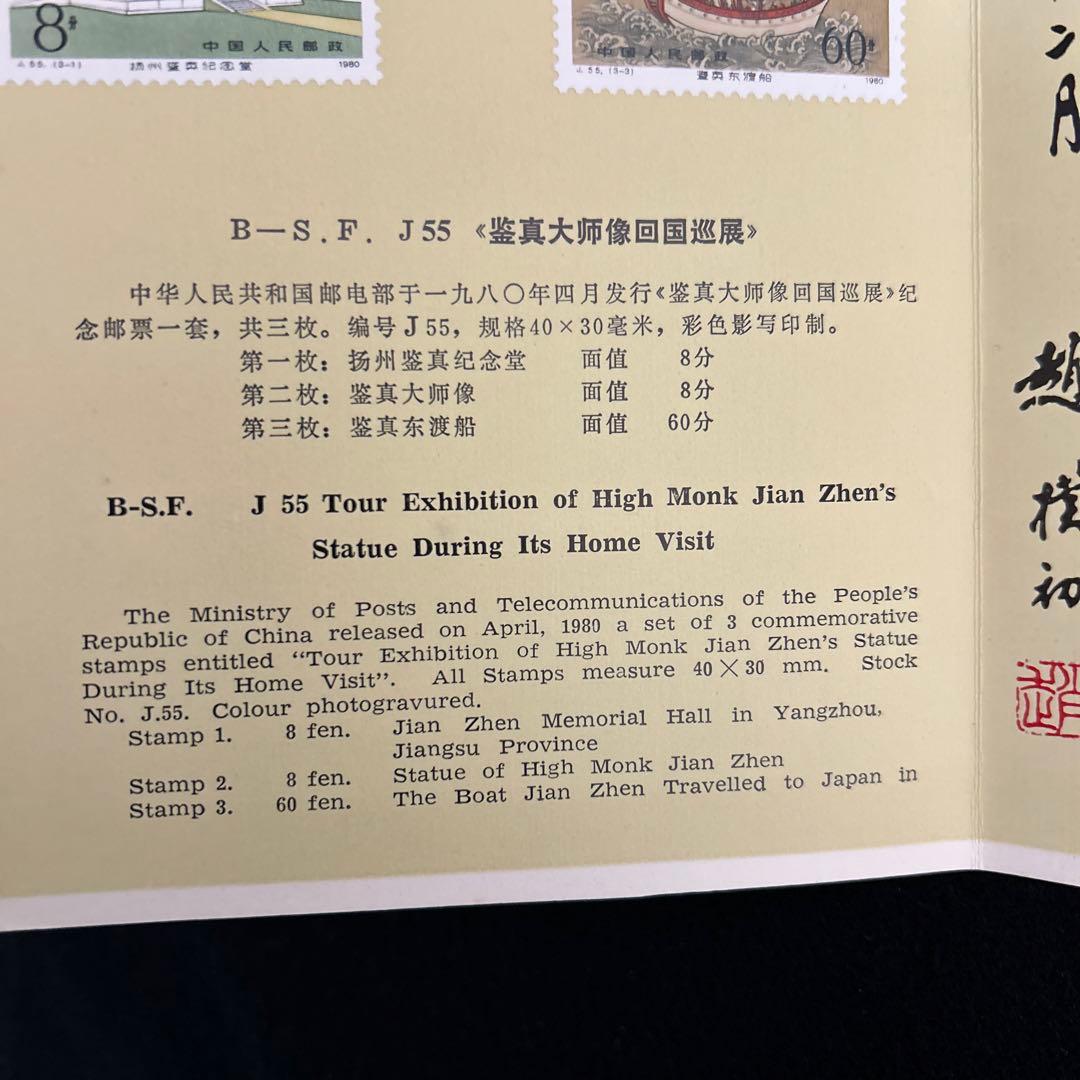 8分
中国人民邮政
J.55.(3-1)
扬州鉴真纪念堂
1980
中国人民邮政
60分
J.55.(3-3)
鉴真东渡船
1980
B—S.F. J55 《鉴真大师像回国巡展》
中华人民共和国邮电部于一九八〇年四月发行《鉴真大师像回国巡展》纪
念邮票一套，共三枚。编号J55，规格40×30毫米，彩色影写印制。
第一枚：扬州鉴真纪念堂 面值 8分
第二枚：鉴真大师像 面值 8分
第三枚：鉴真东渡船 面值 60分
B-S.F. J 55 Tour Exhibition of High Monk Jian Zhen's
Statue During Its Home Visit
The Ministry of Posts and Telecommunications of the People's
Republic of China released on April, 1980 a set of 3 commemorative
stamps entitled “Tour Exhibition of High Monk Jian Zhen's Statue
During Its Home Visit”. All Stamps measure 40×30 mm. Stock
No. J.55. Colour photogravured.
Stamp 1. 8 fen. Jian Zhen Memorial Hall in Yangzhou,
Jiangsu Province
Stamp 2. 8 fen. Statue of High Monk Jian Zhen
Stamp 3. 60 fen. The Boat Jian Zhen Travelled to Japan in
月
趙
樸
初